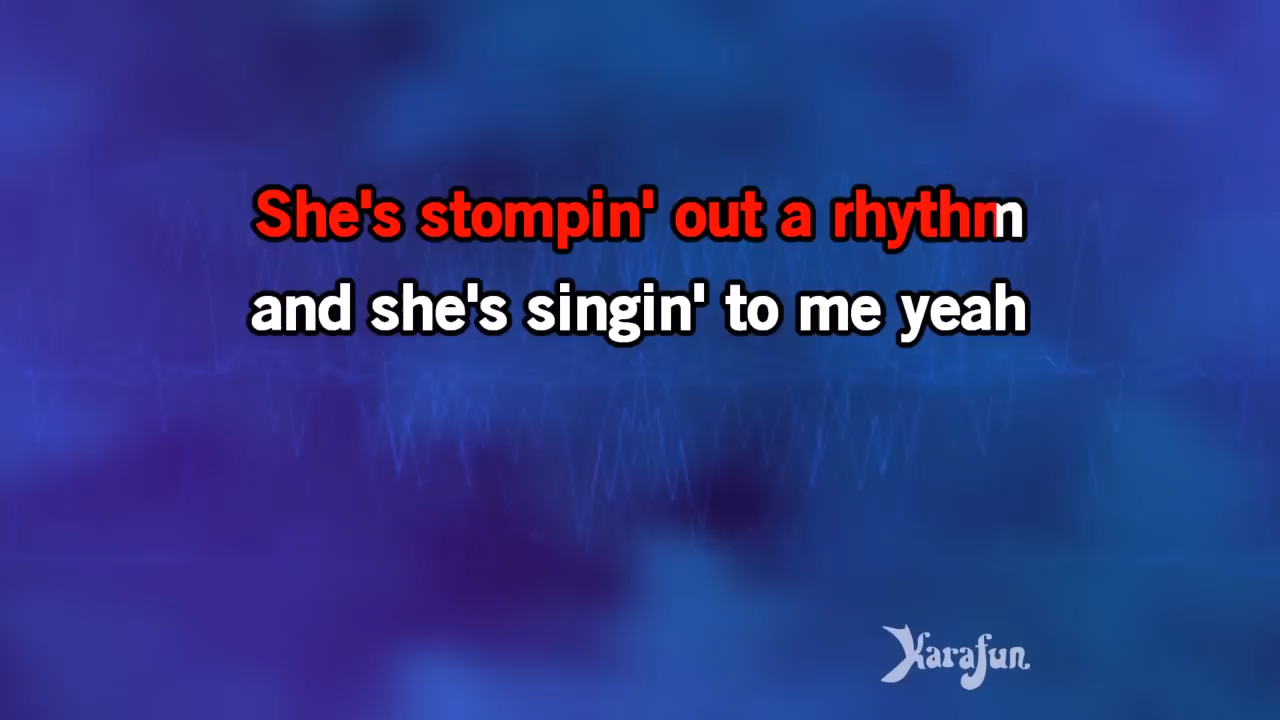 She's stompin' out a rhythm
and she's singin' to me yeah
Karafun